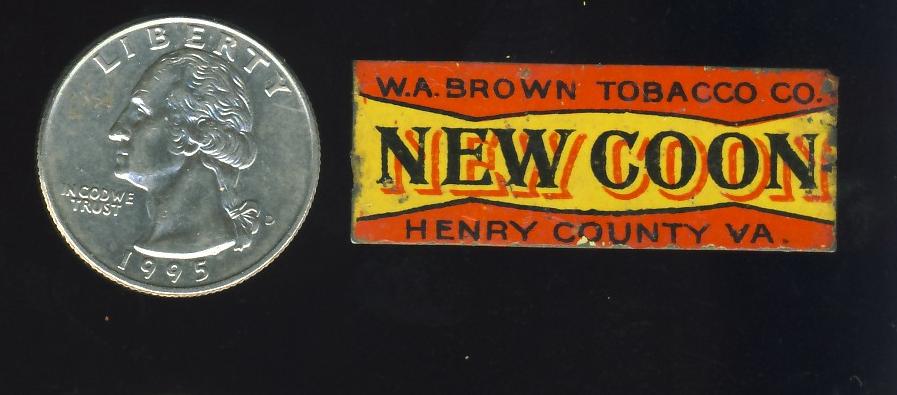 LIBERTY
IN GOD WE
TRUST
D
1995
W.A. BROWN TOBACCO CO.
NEW COON
HENRY COUNTY VA.